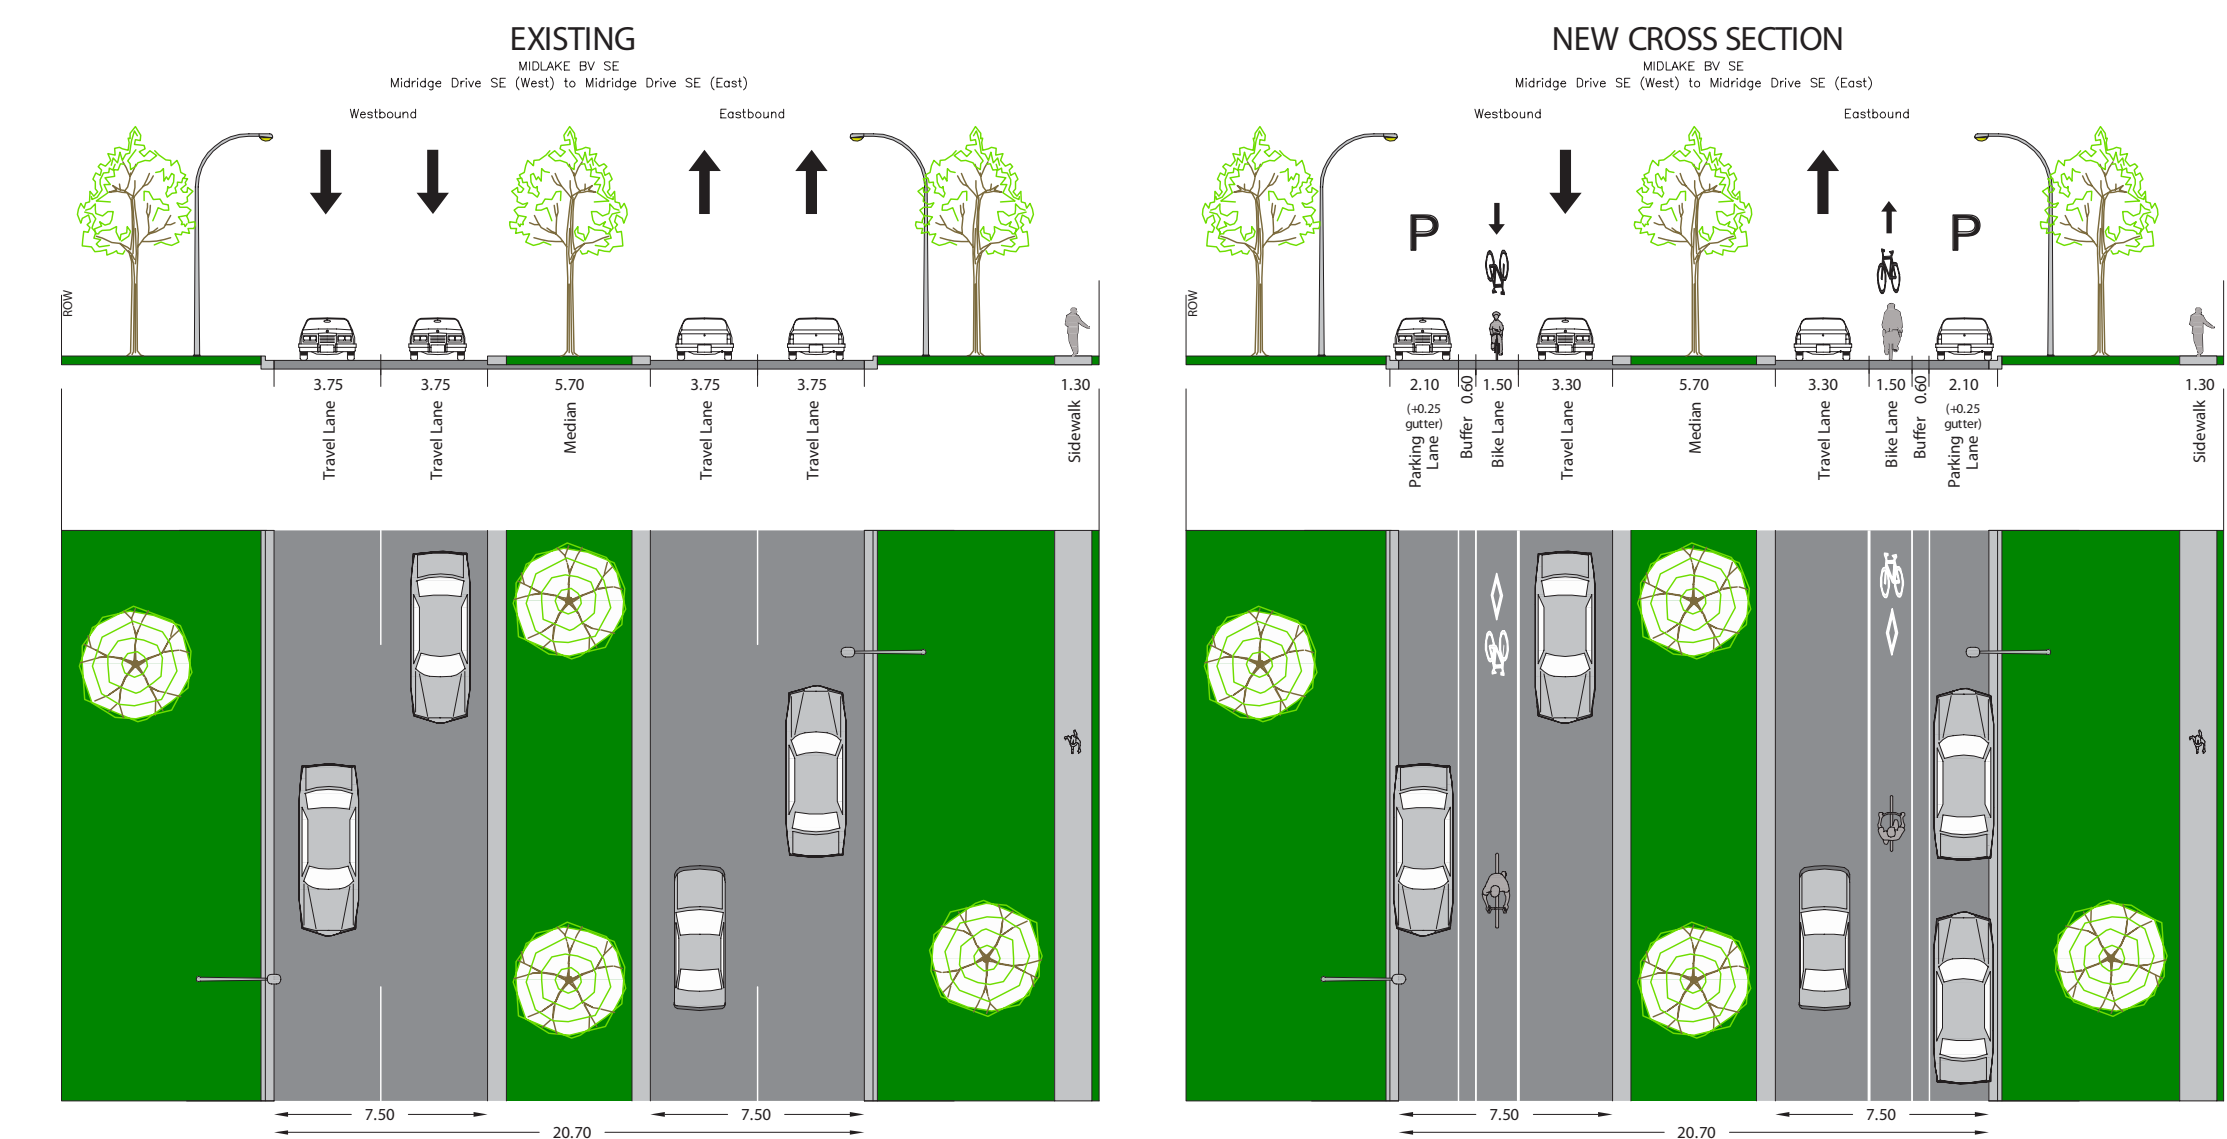 EXISTING
MIDLAKE BV SE
Midridge Drive SE (West) to Midridge Drive SE (East)
Westbound
Eastbound
ROW
3.75
3.75
5.70
3.75
3.75
1.30
Travel Lane
Travel Lane
Median
Travel Lane
Travel Lane
Sidewalk
7.50
7.50
20.70
NEW CROSS SECTION
MIDLAKE BV SE
Midridge Drive SE (West) to Midridge Drive SE (East)
Westbound
Eastbound
P
P
ROW
2.10
0.60
1.50
3.30
5.70
3.30
1.50
0.60
2.10
1.30
(+0.25
gutter)
Parking
Lane
Buffer
Bike Lane
Travel Lane
Median
Travel Lane
Bike Lane
Buffer
(+0.25
gutter)
Parking
Lane
Sidewalk
7.50
7.50
20.70